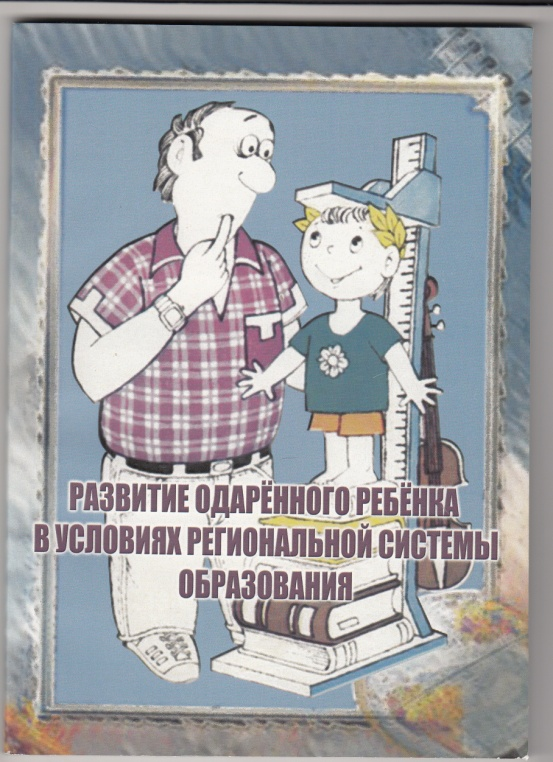 РАЗВИТИЕ ОДАРЁННОГО РЕБЁНКА
В УСЛОВИЯХ РЕГИОНАЛЬНОЙ СИСТЕМЫ
ОБРАЗОВАНИЯ